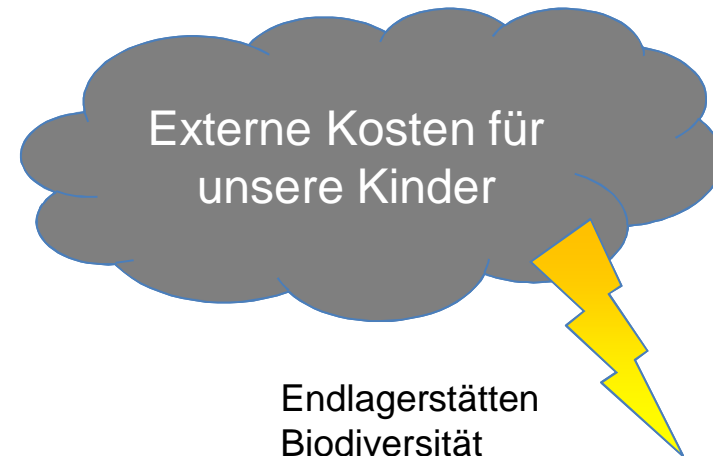 Externe Kosten für
unsere Kinder
Endlagerstätten
Biodiversität